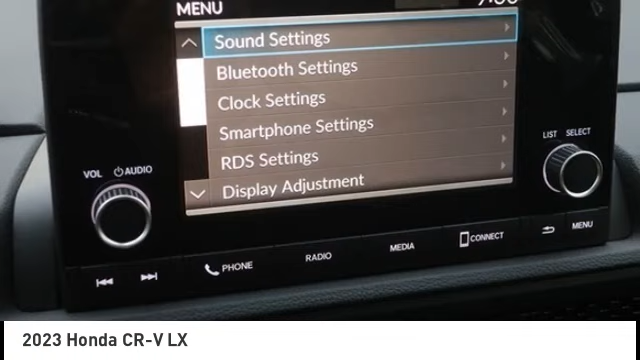 MENU
Sound Settings
Bluetooth Settings
Clock Settings
Smartphone Settings
RDS Settings
Display Adjustment
VOL AUDIO
LIST SELECT
PHONE RADIO MEDIA CONNECT MENU
2023 Honda CR-V LX